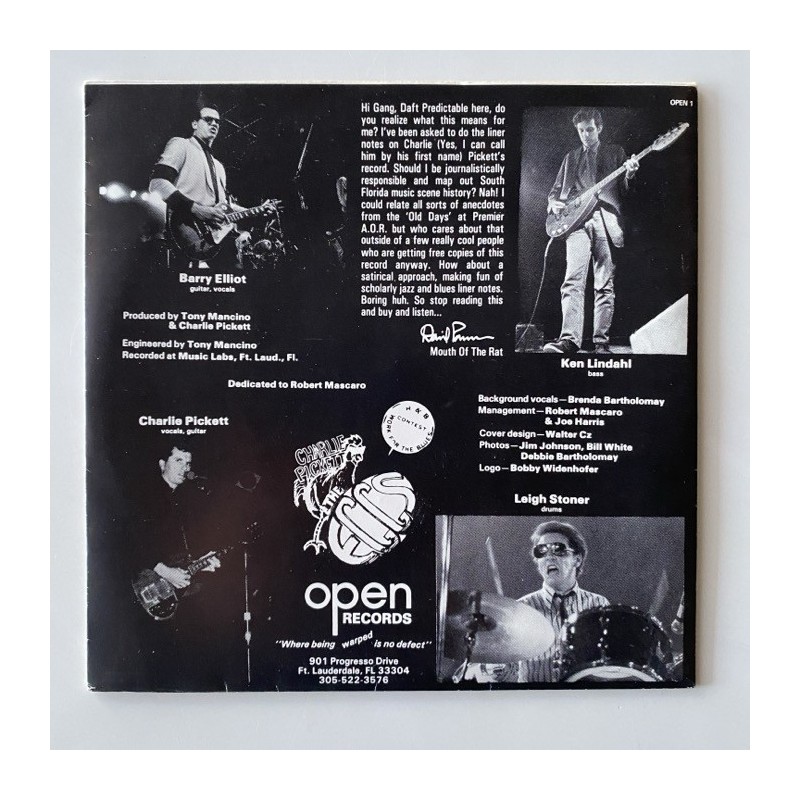 OPEN 1
Hi Gang, Daft Predictable here, do
you realize what this means for
me? I've been asked to do the liner
notes on Charlie (Yes, I can call
him by his first name) Pickett's
record. Should I be journalistically
responsible and map out South
Florida music scene history? Nah! I
could relate all sorts of anecdotes
from the 'Old Days' at Premier
A.O.R. but who cares about that
outside of a few really cool people
who are getting free copies of this
record anyway. How about a
satirical approach, making fun of
scholarly jazz and blues liner notes.
Boring huh. So stop reading this
and buy and listen...
Mouth Of The Rat
Barry Elliot
guitar, vocals
Produced by Tony Mancino
& Charlie Pickett
Engineered by Tony Mancino
Recorded at Music Labs, Ft. Laud., Fl.
Ken Lindahl
bass
Dedicated to Robert Mascaro
Background vocals—Brenda Bartholomay
Management—Robert Mascaro
& Joe Harris
Cover design—Walter Cz
Photos—Jim Johnson, Bill White
Debbie Bartholomay
Logo—Bobby Widenhofer
Charlie Pickett
vocals, guitar
CONTEST
WORK FOR THE BLUES
CHARLIE
PICKETT
THE
EGGS
Leigh Stoner
drums
open
RECORDS
"Where being warped is no defect"
901 Progresso Drive
Ft. Lauderdale, FL 33304
305-522-3576